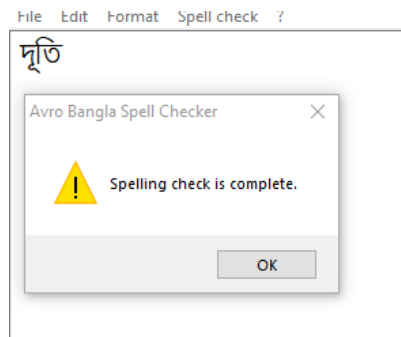 File Edit Format Spell check ?
দূতি
Avro Bangla Spell Checker
Spelling check is complete.
OK